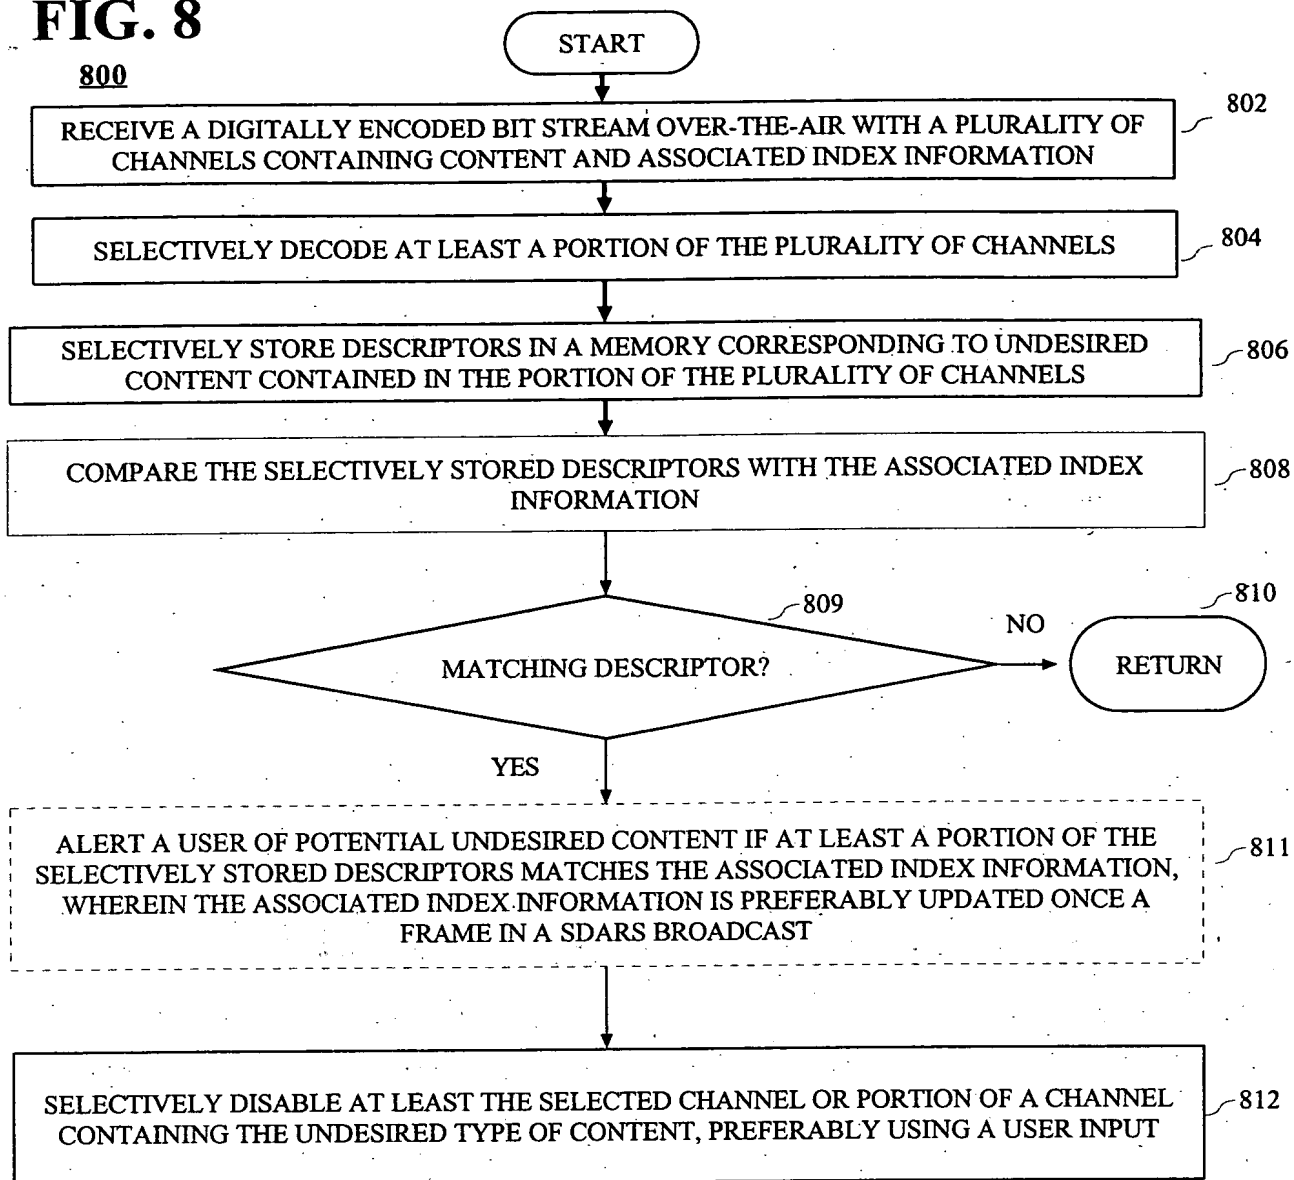 FIG. 8
800
START
RECEIVE A DIGITALLY ENCODED BIT STREAM OVER-THE-AIR WITH A PLURALITY OF
CHANNELS CONTAINING CONTENT AND ASSOCIATED INDEX INFORMATION
802
SELECTIVELY DECODE AT LEAST A PORTION OF THE PLURALITY OF CHANNELS
804
SELECTIVELY STORE DESCRIPTORS IN A MEMORY CORRESPONDING TO UNDESIRED
CONTENT CONTAINED IN THE PORTION OF THE PLURALITY OF CHANNELS
806
COMPARE THE SELECTIVELY STORED DESCRIPTORS WITH THE ASSOCIATED INDEX
INFORMATION
808
MATCHING DESCRIPTOR?
809
NO
RETURN
810
YES
ALERT A USER OF POTENTIAL UNDESIRED CONTENT IF AT LEAST A PORTION OF THE
SELECTIVELY STORED DESCRIPTORS MATCHES THE ASSOCIATED INDEX INFORMATION,
WHEREIN THE ASSOCIATED INDEX INFORMATION IS PREFERABLY UPDATED ONCE A
FRAME IN A SDARS BROADCAST
811
SELECTIVELY DISABLE AT LEAST THE SELECTED CHANNEL OR PORTION OF A CHANNEL
CONTAINING THE UNDESIRED TYPE OF CONTENT, PREFERABLY USING A USER INPUT
812